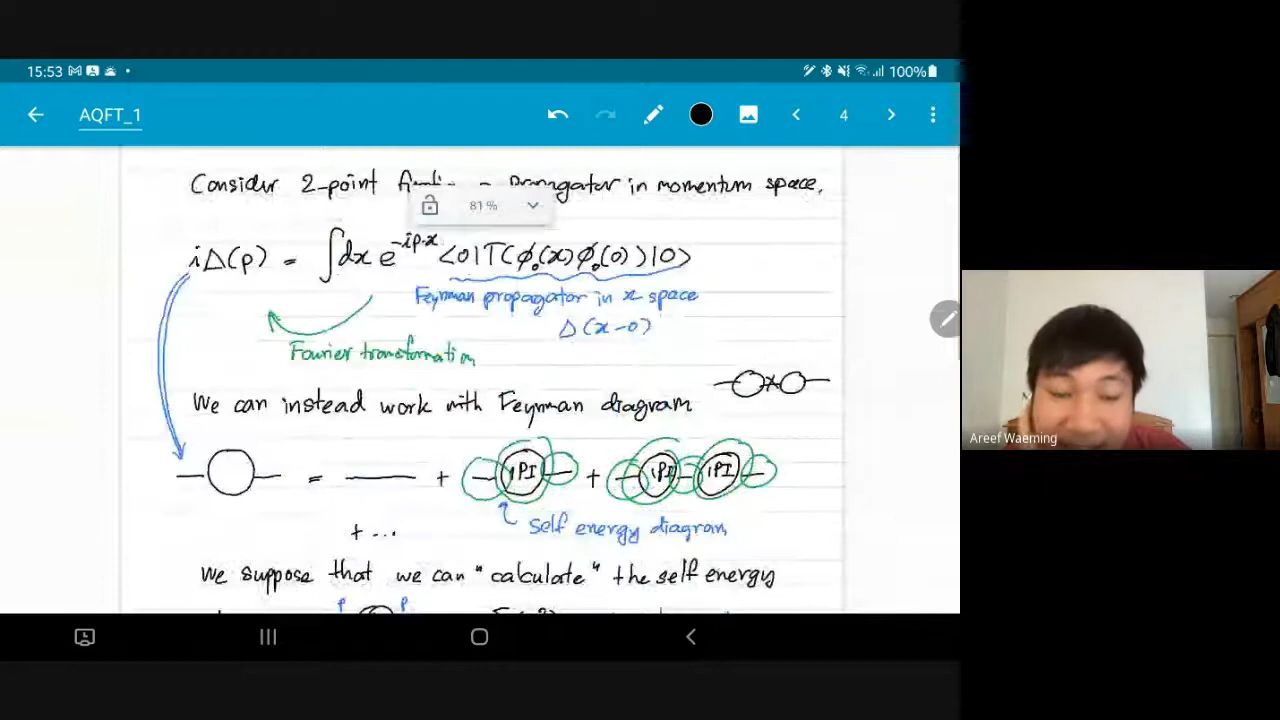 15:53
100%
AQFT_1
4
Consider 2-point in momentum space.
81%
iΔ(p) = ∫dx e^{-ip·x} <0|T(ϕ₀(x)ϕ₀(0))|0>
Feynman propagator in x space
Δ(x-0)
Fourier transformation
We can instead work with Feynman diagram
= + 1PI + 1PI 1PI
+ ...
Self energy diagram
We suppose that we can "calculate" the self energy
p p
Areef Waeming